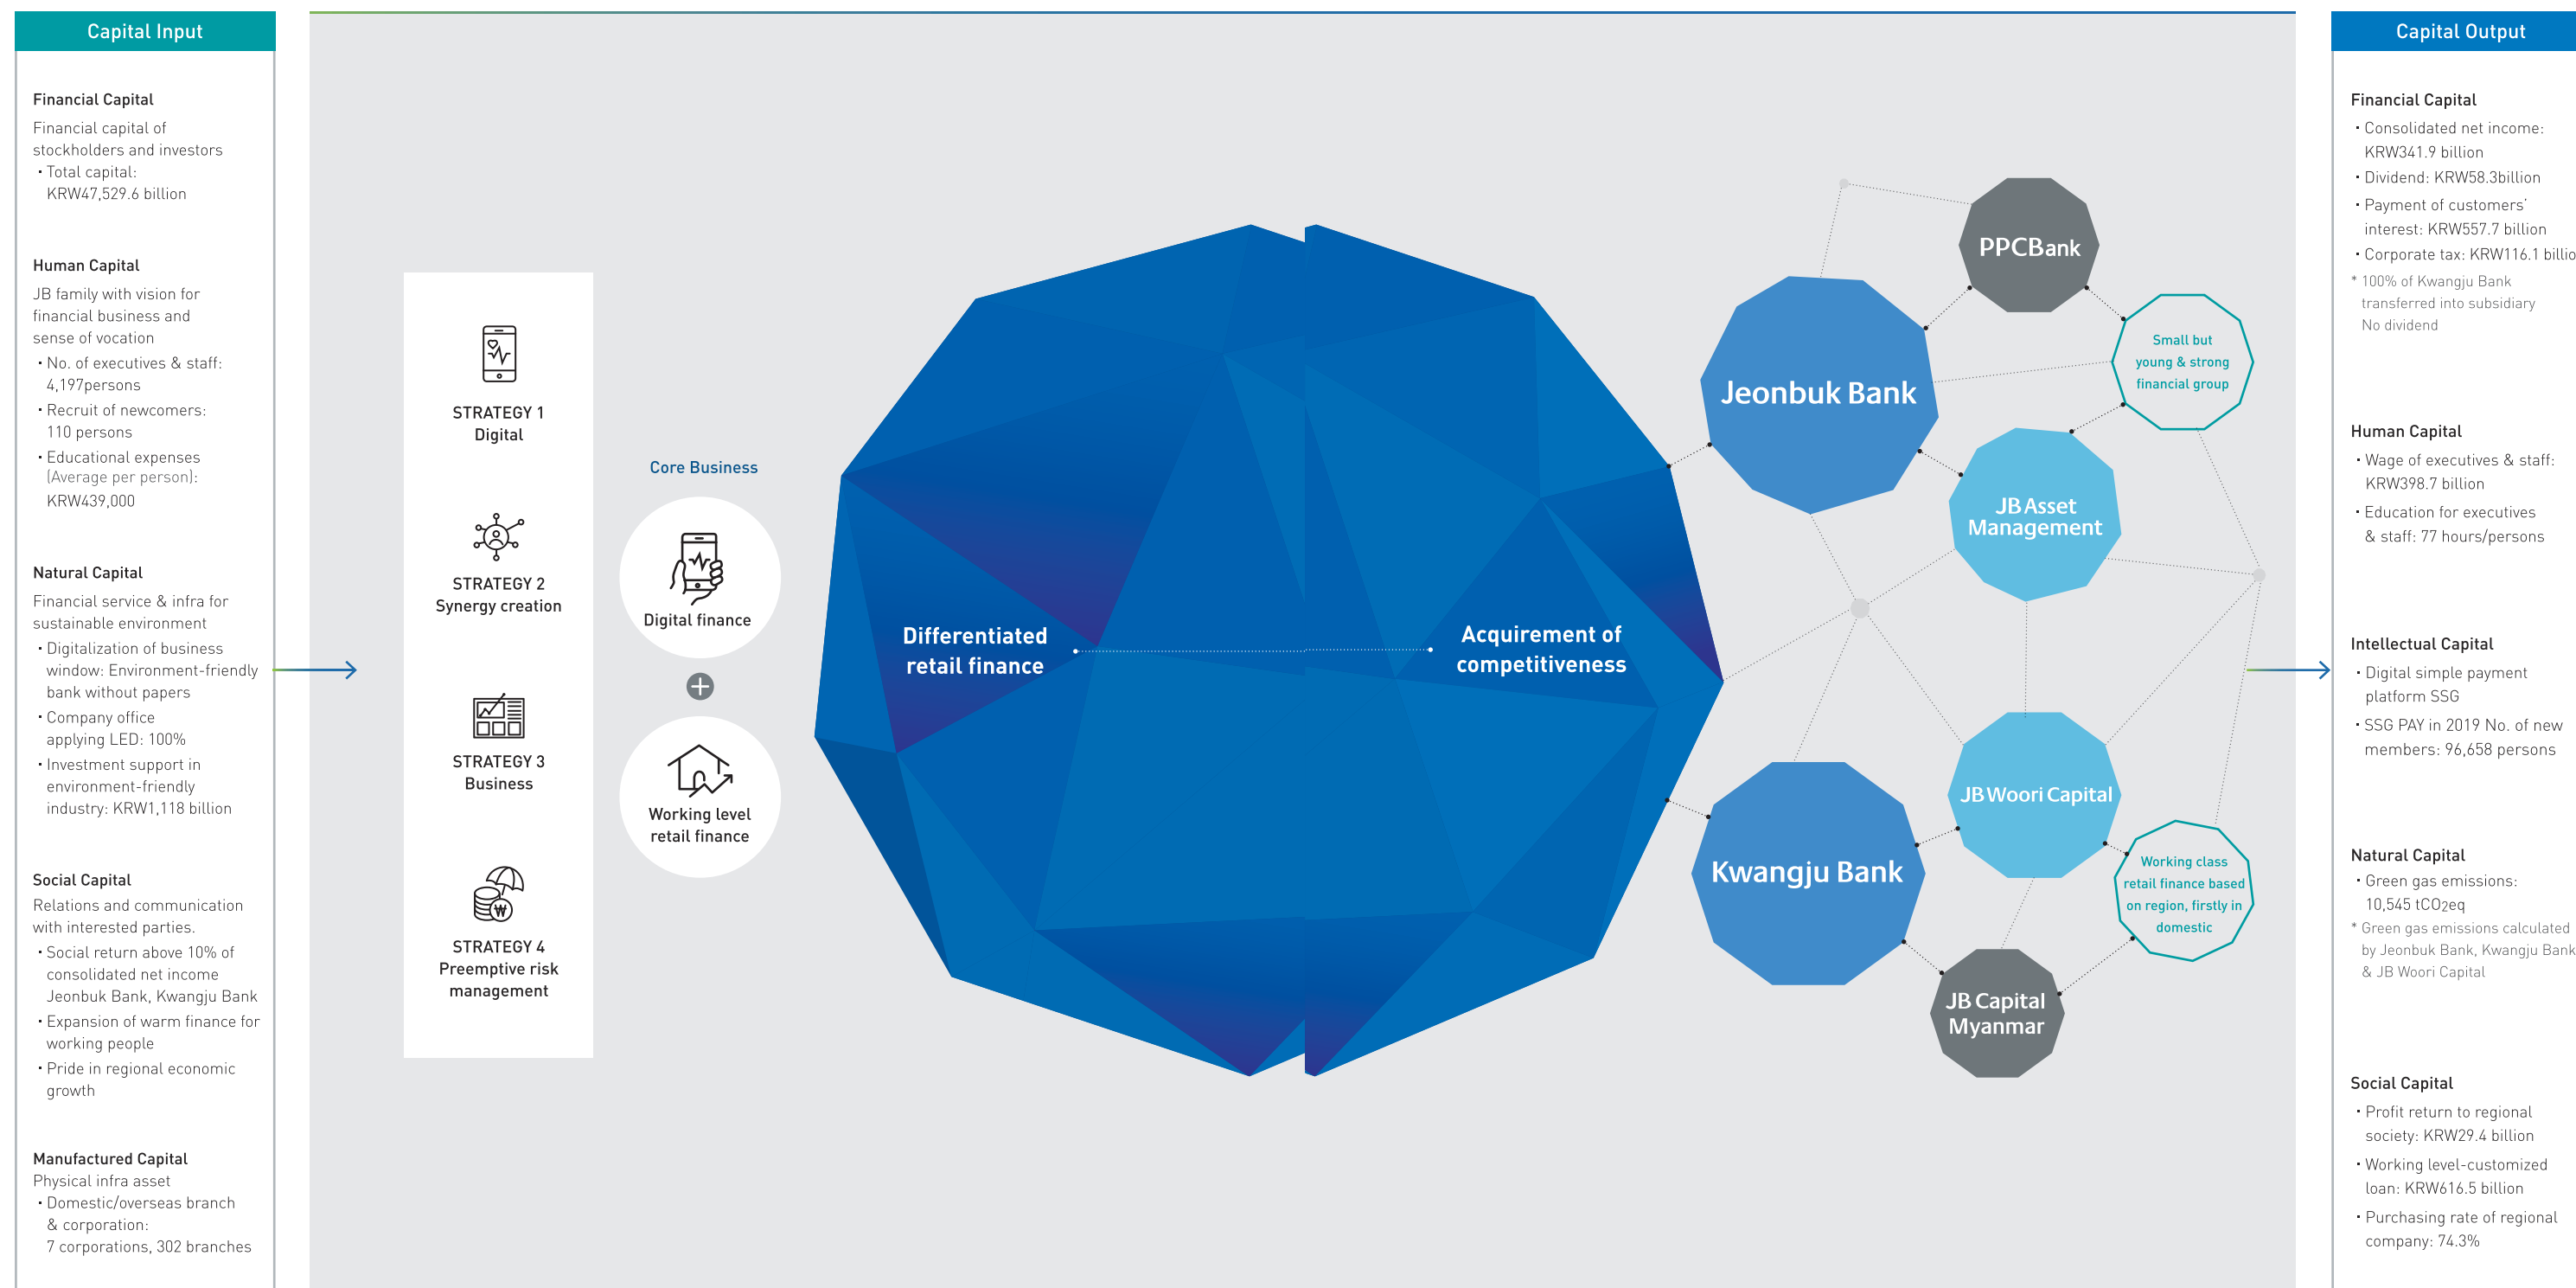 Capital Input
Financial Capital
Financial capital of
stockholders and investors
· Total capital:
KRW47,529.6 billion
Human Capital
JB family with vision for
financial business and
sense of vocation
· No. of executives & staff:
4,197persons
· Recruit of newcomers:
110 persons
· Educational expenses
(Average per person):
KRW439,000
Natural Capital
Financial service & infra for
sustainable environment
· Digitalization of business
window: Environment-friendly
bank without papers
· Company office
applying LED: 100%
· Investment support in
environment-friendly
industry: KRW1,118 billion
Social Capital
Relations and communication
with interested parties.
· Social return above 10% of
consolidated net income
Jeonbuk Bank, Kwangju Bank
· Expansion of warm finance for
working people
· Pride in regional economic
growth
Manufactured Capital
Physical infra asset
· Domestic/overseas branch
& corporation:
7 corporations, 302 branches
STRATEGY 1
Digital
STRATEGY 2
Synergy creation
STRATEGY 3
Business
STRATEGY 4
Preemptive risk
management
Core Business
Digital finance
Working level
retail finance
Differentiated
retail finance
Acquirement of
competitiveness
PPCBank
Jeonbuk Bank
Small but
young & strong
financial group
JB Asset
Management
JB Woori Capital
Kwangju Bank
Working class
retail finance based
on region, firstly in
domestic
JB Capital
Myanmar
Capital Output
Financial Capital
· Consolidated net income:
KRW341.9 billion
· Dividend: KRW58.3billion
· Payment of customers'
interest: KRW557.7 billion
· Corporate tax: KRW116.1 billio
* 100% of Kwangju Bank
transferred into subsidiary
No dividend
Human Capital
· Wage of executives & staff:
KRW398.7 billion
· Education for executives
& staff: 77 hours/persons
Intellectual Capital
· Digital simple payment
platform SSG
· SSG PAY in 2019 No. of new
members: 96,658 persons
Natural Capital
· Green gas emissions:
10,545 tCO2eq
* Green gas emissions calculated
by Jeonbuk Bank, Kwangju Bank
& JB Woori Capital
Social Capital
· Profit return to regional
society: KRW29.4 billion
· Working level-customized
loan: KRW616.5 billion
· Purchasing rate of regional
company: 74.3%